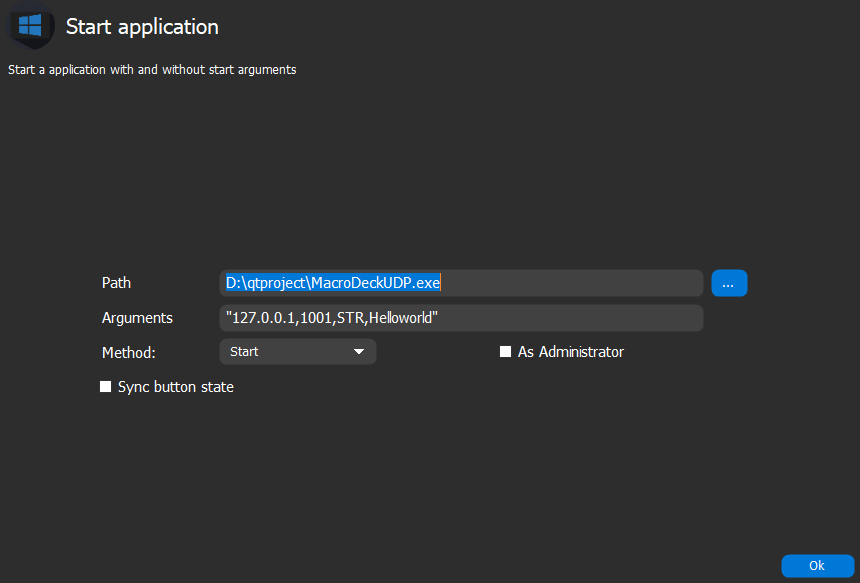 Start application
Start a application with and without start arguments
Path D:\qtproject\MacroDeckUDP.exe ...
Arguments "127.0.0.1,1001,STR,Helloworld"
Method: Start As Administrator
Sync button state
Ok